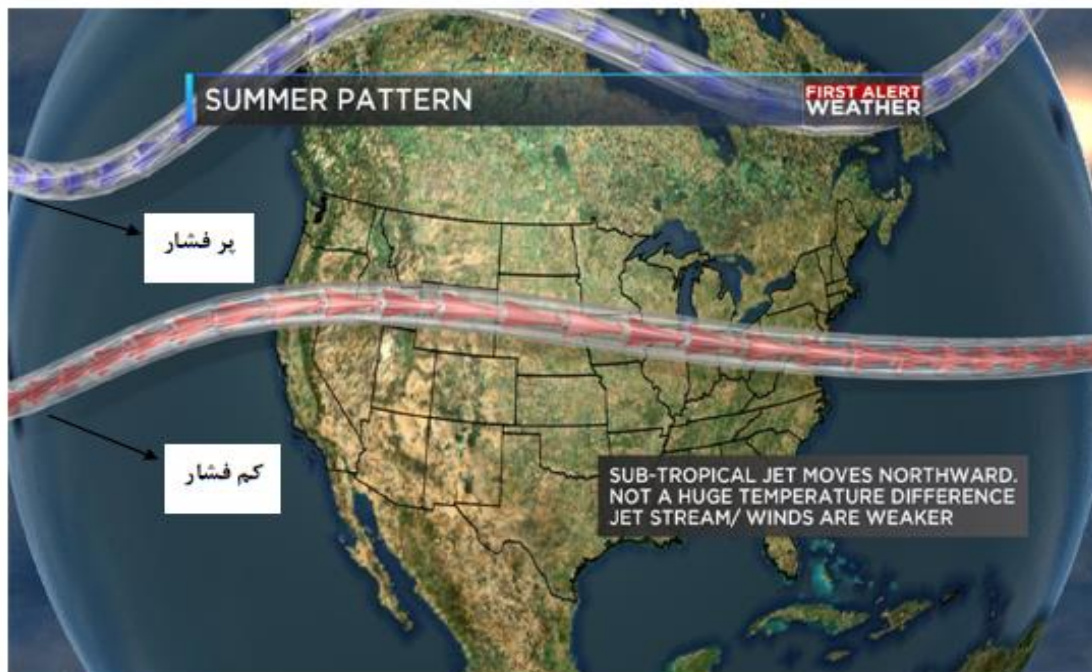 SUMMER PATTERN
FIRST ALERT
WEATHER
پر فشار
کم فشار
SUB-TROPICAL JET MOVES NORTHWARD.
NOT A HUGE TEMPERATURE DIFFERENCE
JET STREAM/ WINDS ARE WEAKER